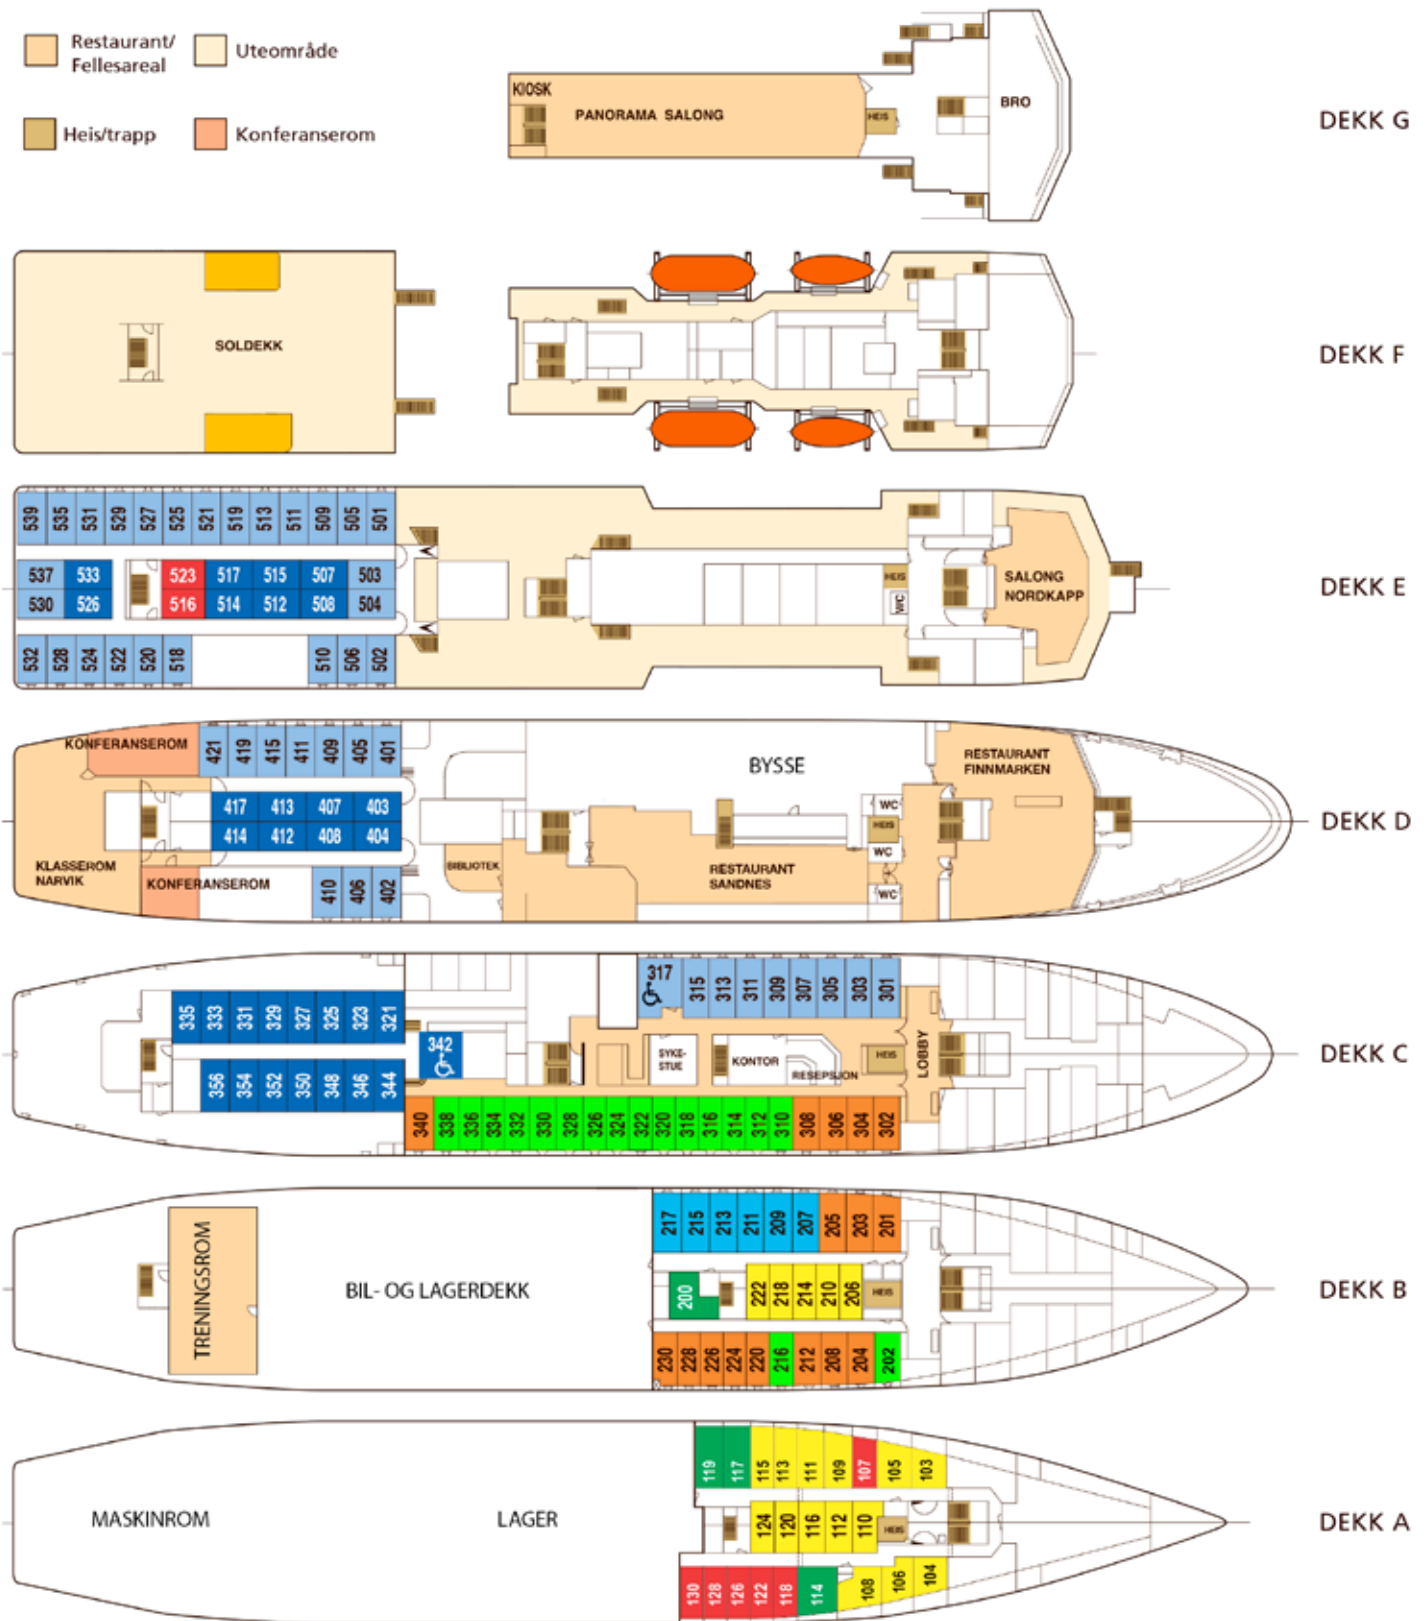 Restaurant/
Fellesareal
Uteområde
Heis/trapp
Konferanserom
KIOSK
PANORAMA SALONG
HEIS
BRO
DEKK G
SOLDEKK
DEKK F
539 535 531 529 527 525 521 519 513 511 509 505 501
537 533 523 517 515 507 503
530 526 516 514 512 508 504
532 528 524 522 520 518 510 506 502
HEIS
WC
SALONG
NORDKAPP
DEKK E
KONFERANSEROM
421 419 415 411 409 405 401
417 413 407 403
414 412 408 404
KLASSEROM
NARVIK
KONFERANSEROM
410 406 402
BIBLIOTEK
BYSSE
RESTAURANT
SANDNES
WC
HEIS
WC
WC
RESTAURANT
FINNMARKEN
DEKK D
317 315 313 311 309 307 305 303 301
335 333 331 329 327 325 323 321
342
356 354 352 350 348 346 344
SYKE-
STUE
KONTOR
RESEPSJON
HEIS
LOBBY
340 338 336 334 332 330 328 326 324 322 320 318 316 314 312 310 308 306 304 302
DEKK C
TRENINGSROM
BIL- OG LAGERDEKK
217 215 213 211 209 207 205 203 201
200 222 218 214 210 206
HEIS
230 228 226 224 220 216 212 208 204 202
DEKK B
MASKINROM
LAGER
119 117 115 113 111 109 107 105 103
124 120 116 112 110
HEIS
130 128 126 122 118 114 108 106 104
DEKK A